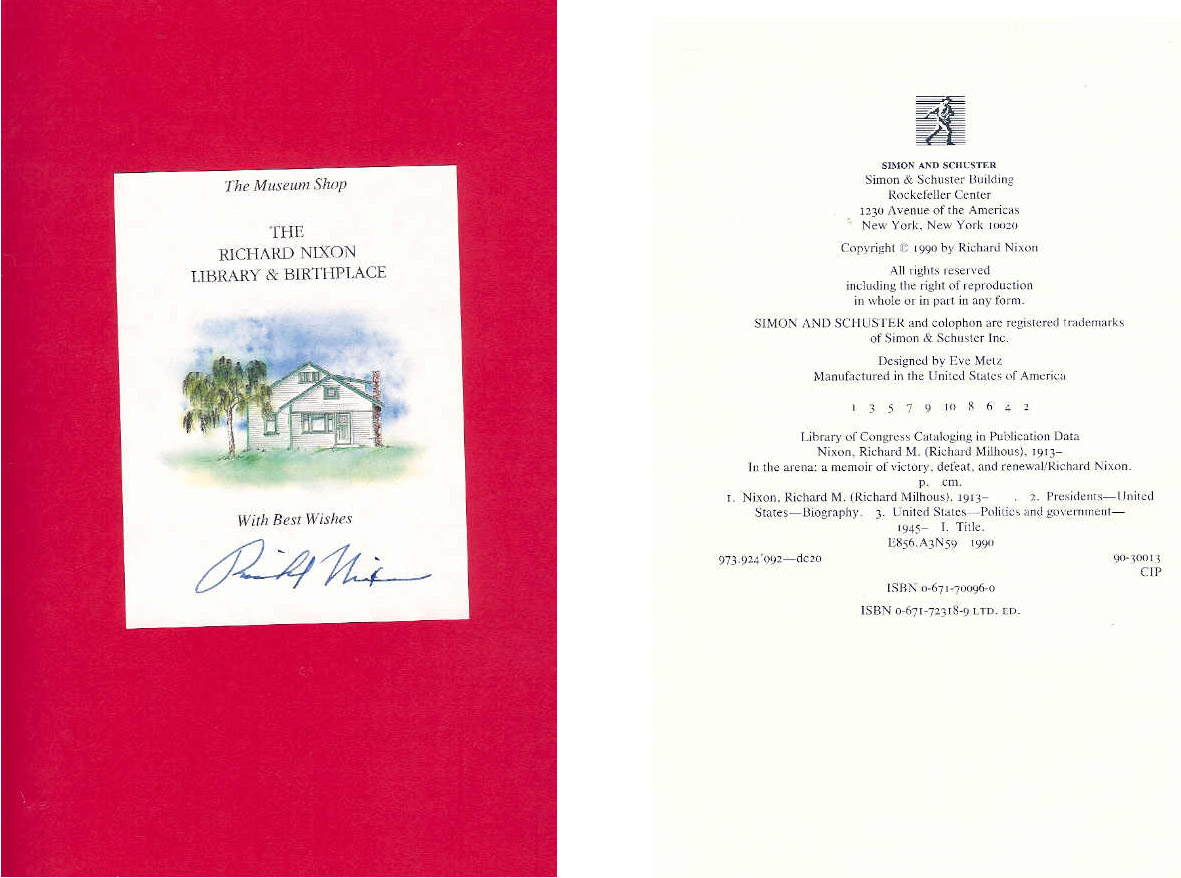 The Museum Shop
THE
RICHARD NIXON
LIBRARY & BIRTHPLACE
With Best Wishes
Richard Nixon
SIMON AND SCHUSTER
Simon & Schuster Building
Rockefeller Center
1230 Avenue of the Americas
New York, New York 10020
Copyright © 1990 by Richard Nixon
All rights reserved
including the right of reproduction
in whole or in part in any form.
SIMON AND SCHUSTER and colophon are registered trademarks
of Simon & Schuster Inc.
Designed by Eve Metz
Manufactured in the United States of America
1 3 5 7 9 10 8 6 4 2
Library of Congress Cataloging in Publication Data
Nixon, Richard M. (Richard Milhous), 1913–
In the arena: a memoir of victory, defeat, and renewal/Richard Nixon.
p. cm.
1. Nixon, Richard M. (Richard Milhous), 1913– . 2. Presidents—United
States—Biography. 3. United States—Politics and government—
1945– I. Title.
E856.A3N59 1990
973.924'092—dc20 90-30013
CIP
ISBN 0-671-70096-0
ISBN 0-671-72318-9 LTD. ED.